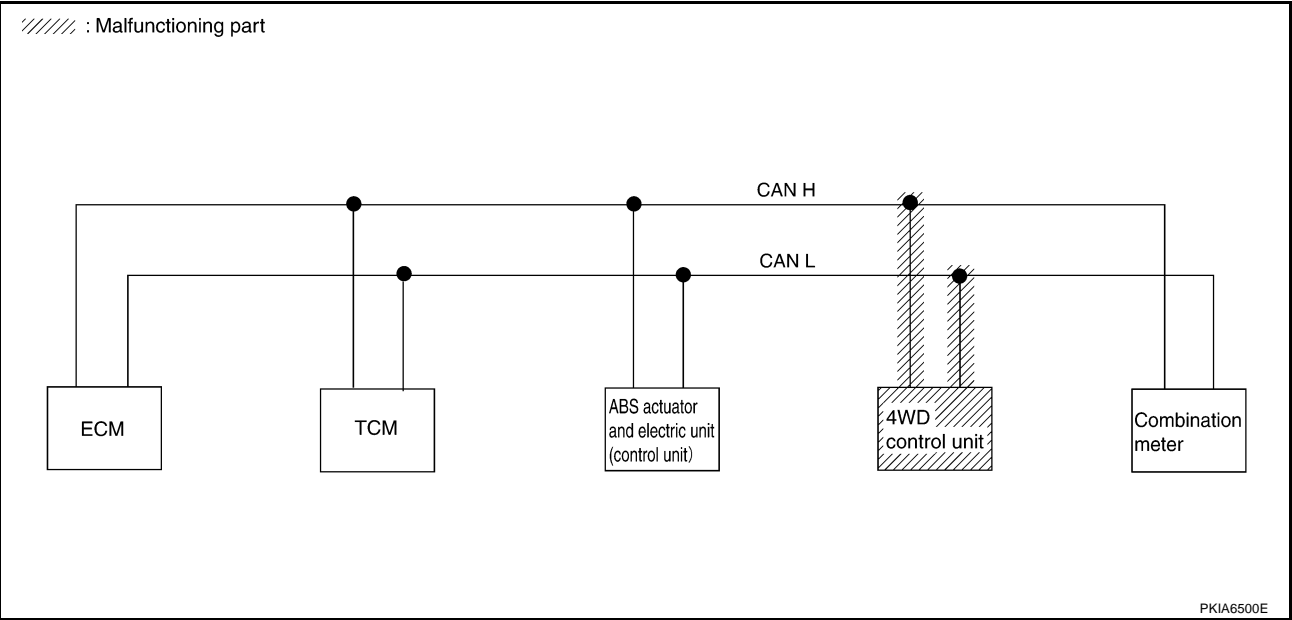 : Malfunctioning part
CAN H
CAN L
ECM
TCM
ABS actuator
and electric unit
(control unit)
4WD
control unit
Combination
meter
PKIA6500E